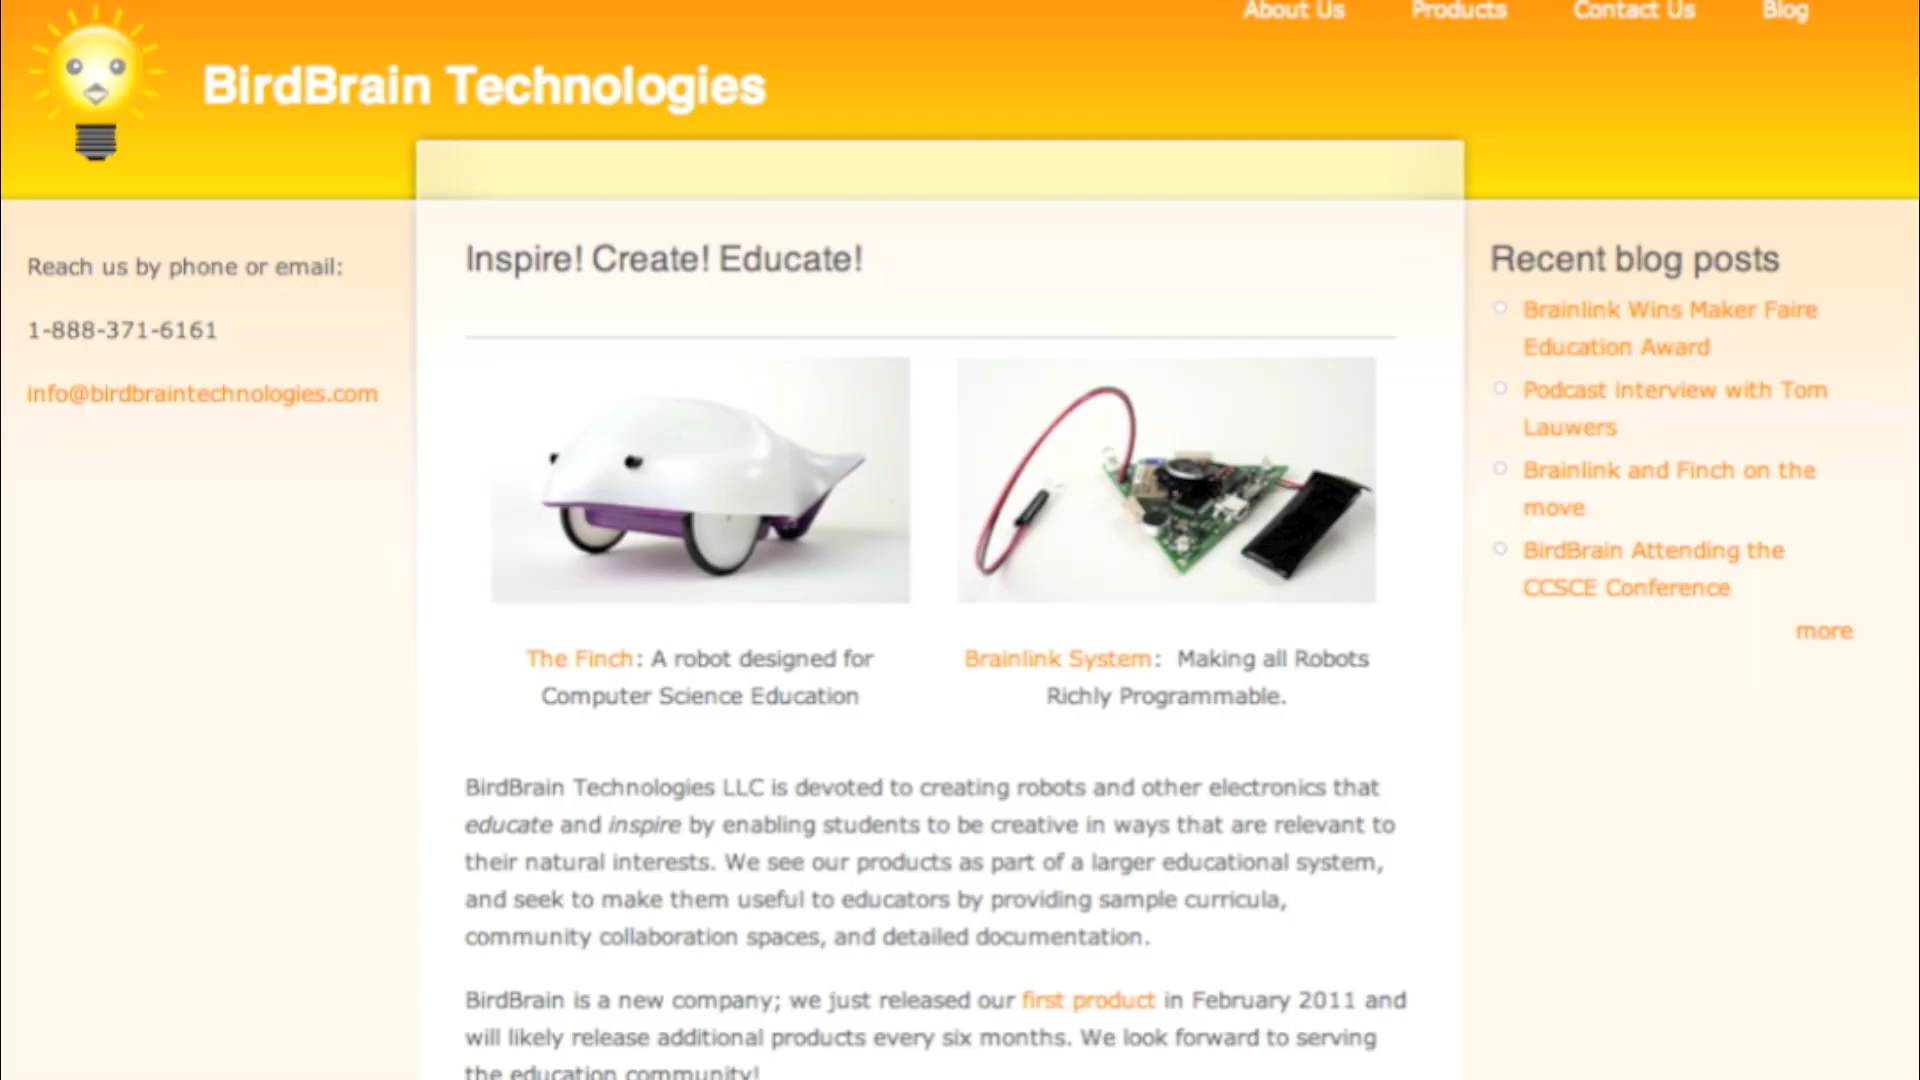 About Us Products Contact Us Blog
BirdBrain Technologies
Reach us by phone or email:
1-888-371-6161
info@birdbraintechnologies.com
Inspire! Create! Educate!
The Finch: A robot designed for
Computer Science Education
Brainlink System: Making all Robots
Richly Programmable.
BirdBrain Technologies LLC is devoted to creating robots and other electronics that
educate and inspire by enabling students to be creative in ways that are relevant to
their natural interests. We see our products as part of a larger educational system,
and seek to make them useful to educators by providing sample curricula,
community collaboration spaces, and detailed documentation.
BirdBrain is a new company; we just released our first product in February 2011 and
will likely release additional products every six months. We look forward to serving
the education community!
Recent blog posts
Brainlink Wins Maker Faire
Education Award
Podcast interview with Tom
Lauwers
Brainlink and Finch on the
move
BirdBrain Attending the
CCSCE Conference
more